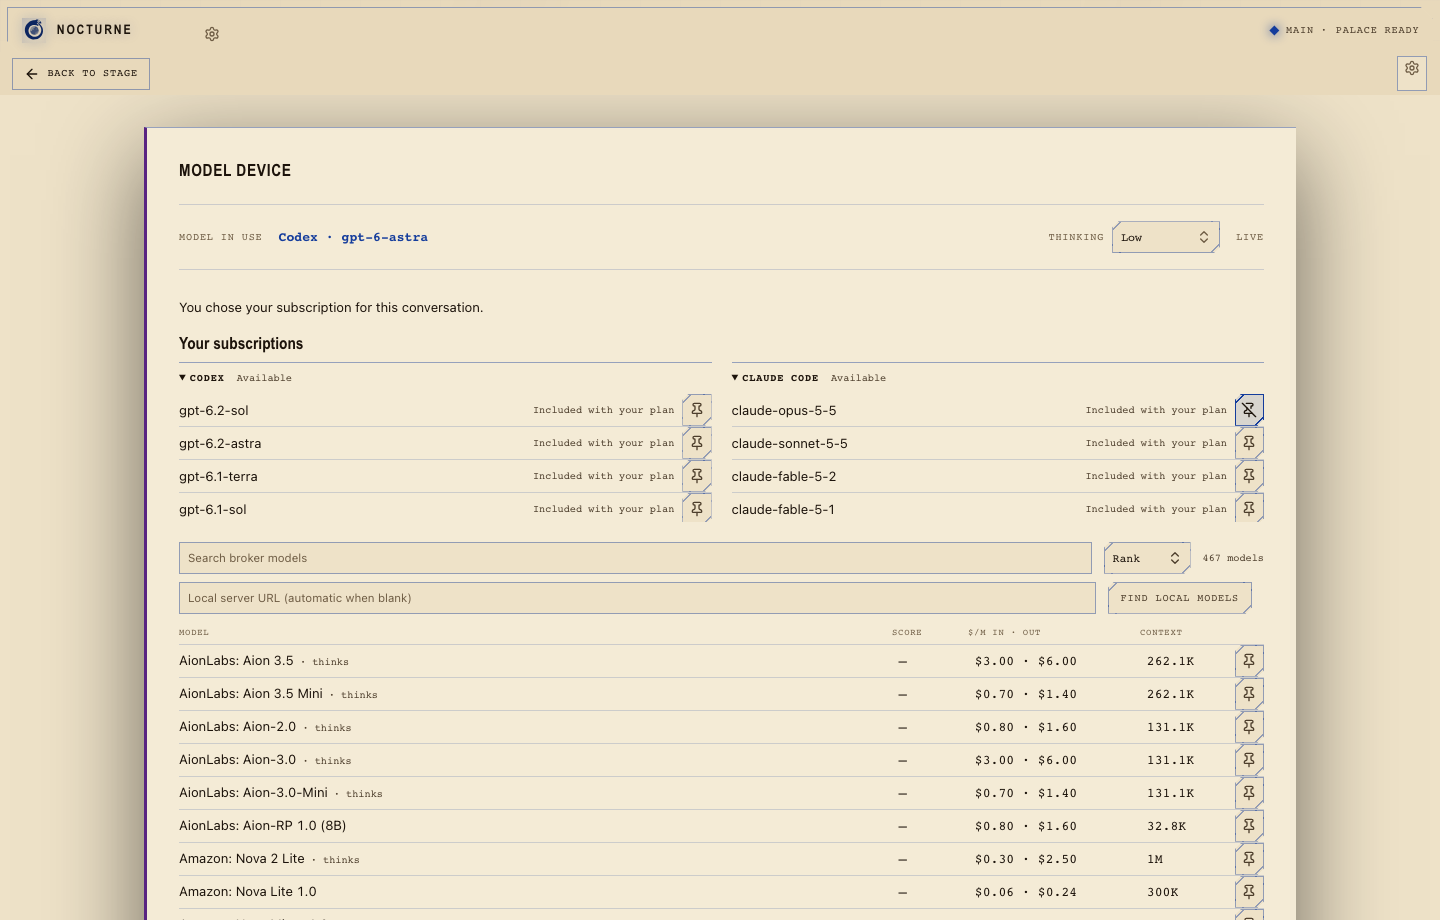 NOCTURNE
MAIN · PALACE READY
BACK TO STAGE
MODEL DEVICE
MODEL IN USE Codex · gpt-6-astra THINKING Low LIVE
You chose your subscription for this conversation.
Your subscriptions
▼ CODEX Available
gpt-6.2-sol Included with your plan
gpt-6.2-astra Included with your plan
gpt-6.1-terra Included with your plan
gpt-6.1-sol Included with your plan
▼ CLAUDE CODE Available
claude-opus-5-5 Included with your plan
claude-sonnet-5-5 Included with your plan
claude-fable-5-2 Included with your plan
claude-fable-5-1 Included with your plan
Search broker models Rank 467 models
Local server URL (automatic when blank) FIND LOCAL MODELS
MODEL SCORE $/M IN · OUT CONTEXT
AionLabs: Aion 3.5 · thinks — $3.00 · $6.00 262.1K
AionLabs: Aion 3.5 Mini · thinks — $0.70 · $1.40 262.1K
AionLabs: Aion-2.0 · thinks — $0.80 · $1.60 131.1K
AionLabs: Aion-3.0 · thinks — $3.00 · $6.00 131.1K
AionLabs: Aion-3.0-Mini · thinks — $0.70 · $1.40 131.1K
AionLabs: Aion-RP 1.0 (8B) — $0.80 · $1.60 32.8K
Amazon: Nova 2 Lite · thinks — $0.30 · $2.50 1M
Amazon: Nova Lite 1.0 — $0.06 · $0.24 300K